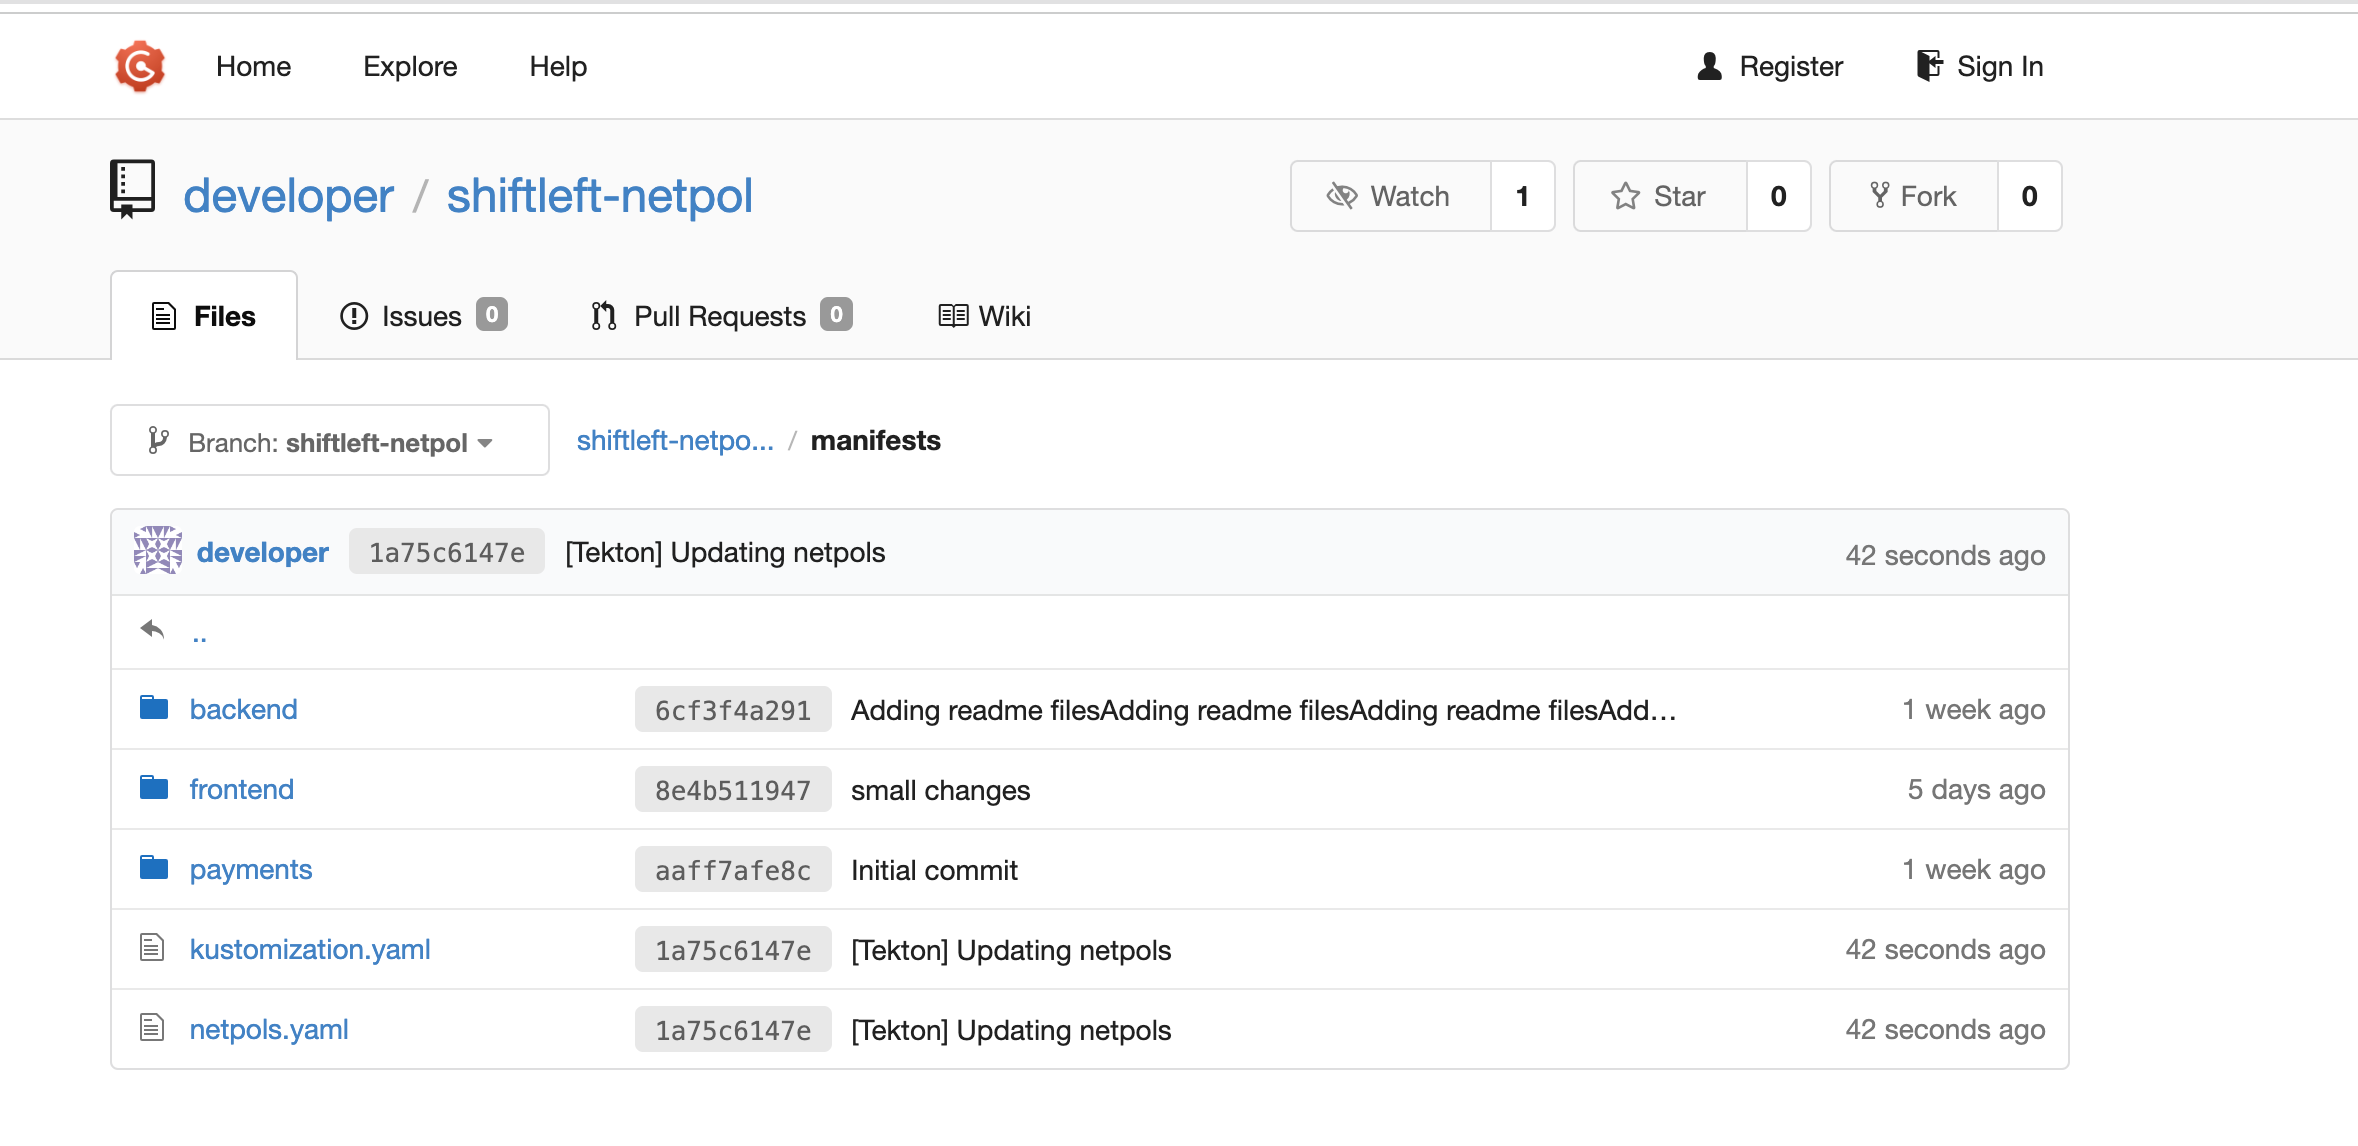 Home Explore Help Register Sign In
developer / shiftleft-netpol Watch 1 Star 0 Fork 0
Files Issues 0 Pull Requests 0 Wiki
Branch: shiftleft-netpol shiftleft-netpo... / manifests
developer 1a75c6147e [Tekton] Updating netpols 42 seconds ago
..
backend 6cf3f4a291 Adding readme filesAdding readme filesAdding readme filesAdd... 1 week ago
frontend 8e4b511947 small changes 5 days ago
payments aaff7afe8c Initial commit 1 week ago
kustomization.yaml 1a75c6147e [Tekton] Updating netpols 42 seconds ago
netpols.yaml 1a75c6147e [Tekton] Updating netpols 42 seconds ago